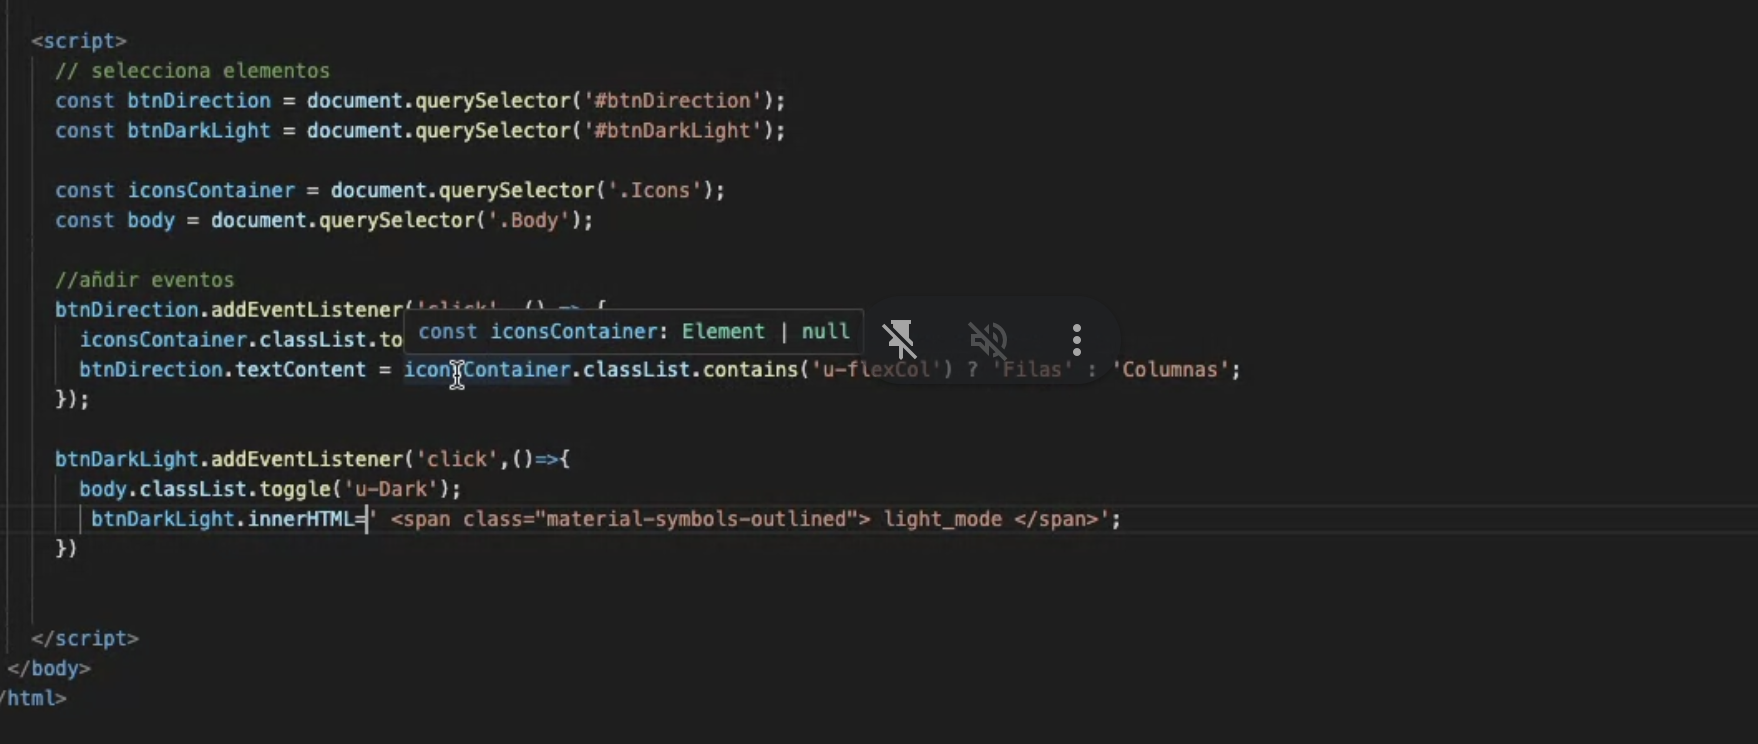 <script>
// selecciona elementos
const btnDirection = document.querySelector('#btnDirection');
const btnDarkLight = document.querySelector('#btnDarkLight');
const iconsContainer = document.querySelector('.Icons');
const body = document.querySelector('.Body');
//añdir eventos
btnDirection.addEventListener('click', () => {
const iconsContainer: Element | null
iconsContainer.classList.to
btnDirection.textContent = iconsContainer.classList.contains('u-flexCol') ? 'Filas' : 'Columnas';
});
btnDarkLight.addEventListener('click',()=>{
body.classList.toggle('u-Dark');
btnDarkLight.innerHTML=' <span class="material-symbols-outlined"> light_mode </span>';
})
</script>
</body>
/html>